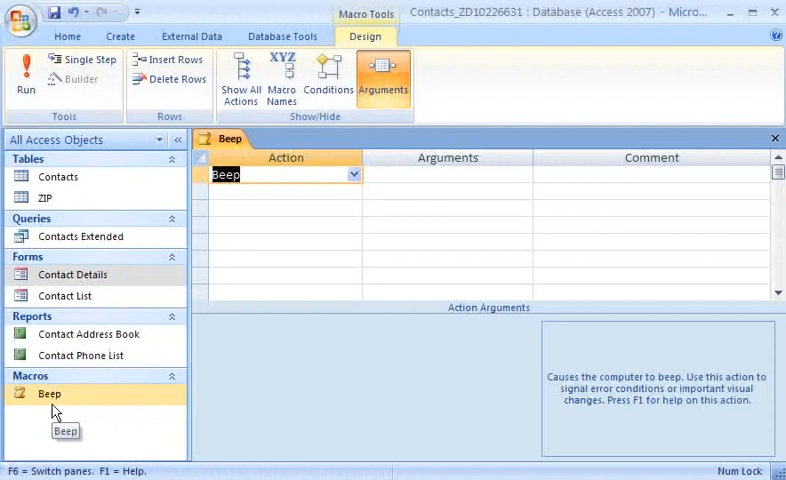 Macro Tools
Contacts_ZD10226631 : Database (Access 2007) - Micro...
Home
Create
External Data
Database Tools
Design
Run
Single Step
Builder
Tools
Insert Rows
Delete Rows
Rows
Show All
Actions
XYZ
Macro
Names
Conditions
Arguments
Show/Hide
All Access Objects
Tables
Contacts
ZIP
Queries
Contacts Extended
Forms
Contact Details
Contact List
Reports
Contact Address Book
Contact Phone List
Macros
Beep
Beep
Beep
Action
Arguments
Comment
Beep
Action Arguments
Causes the computer to beep. Use this action to
signal error conditions or important visual
changes. Press F1 for help on this action.
F6 = Switch panes. F1 = Help.
Num Lock